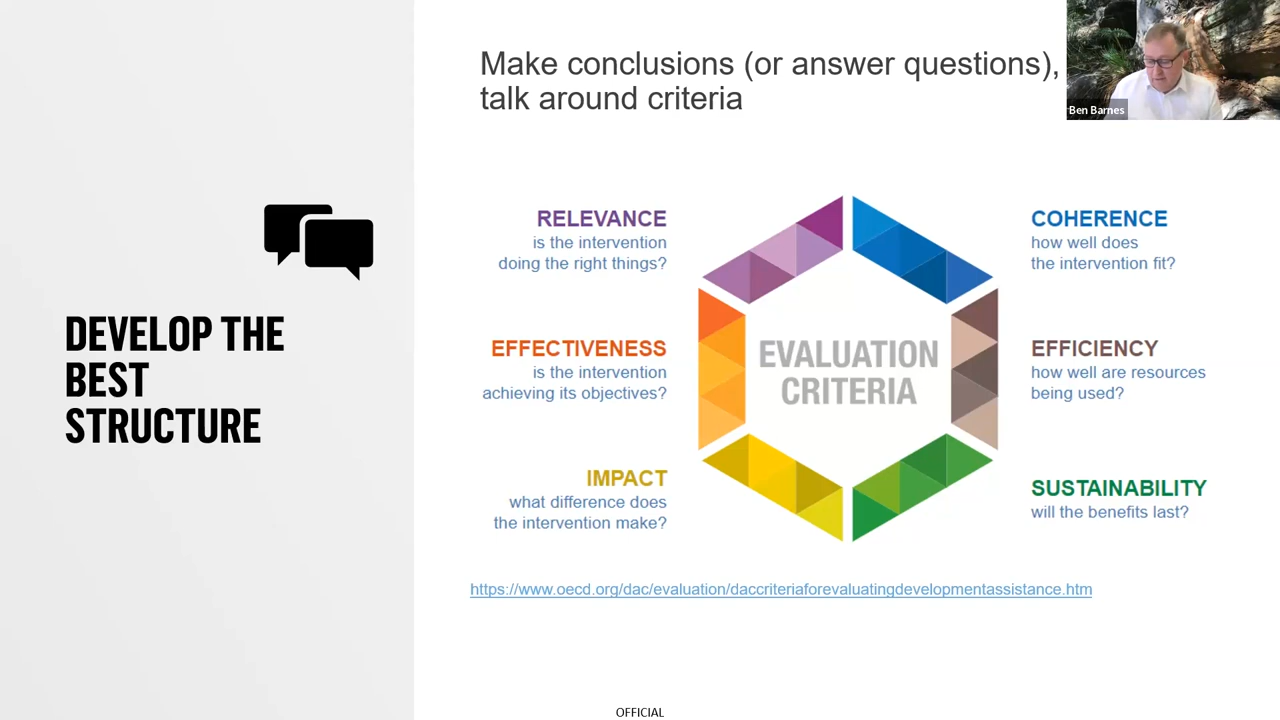 Make conclusions (or answer questions),
talk around criteria
Ben Barnes
DEVELOP THE
BEST
STRUCTURE
RELEVANCE
is the intervention
doing the right things?
COHERENCE
how well does
the intervention fit?
EFFECTIVENESS
is the intervention
achieving its objectives?
EVALUATION
CRITERIA
EFFICIENCY
how well are resources
being used?
IMPACT
what difference does
the intervention make?
SUSTAINABILITY
will the benefits last?
https://www.oecd.org/dac/evaluation/daccriteriaforevaluatingdevelopmentassistance.htm
OFFICIAL